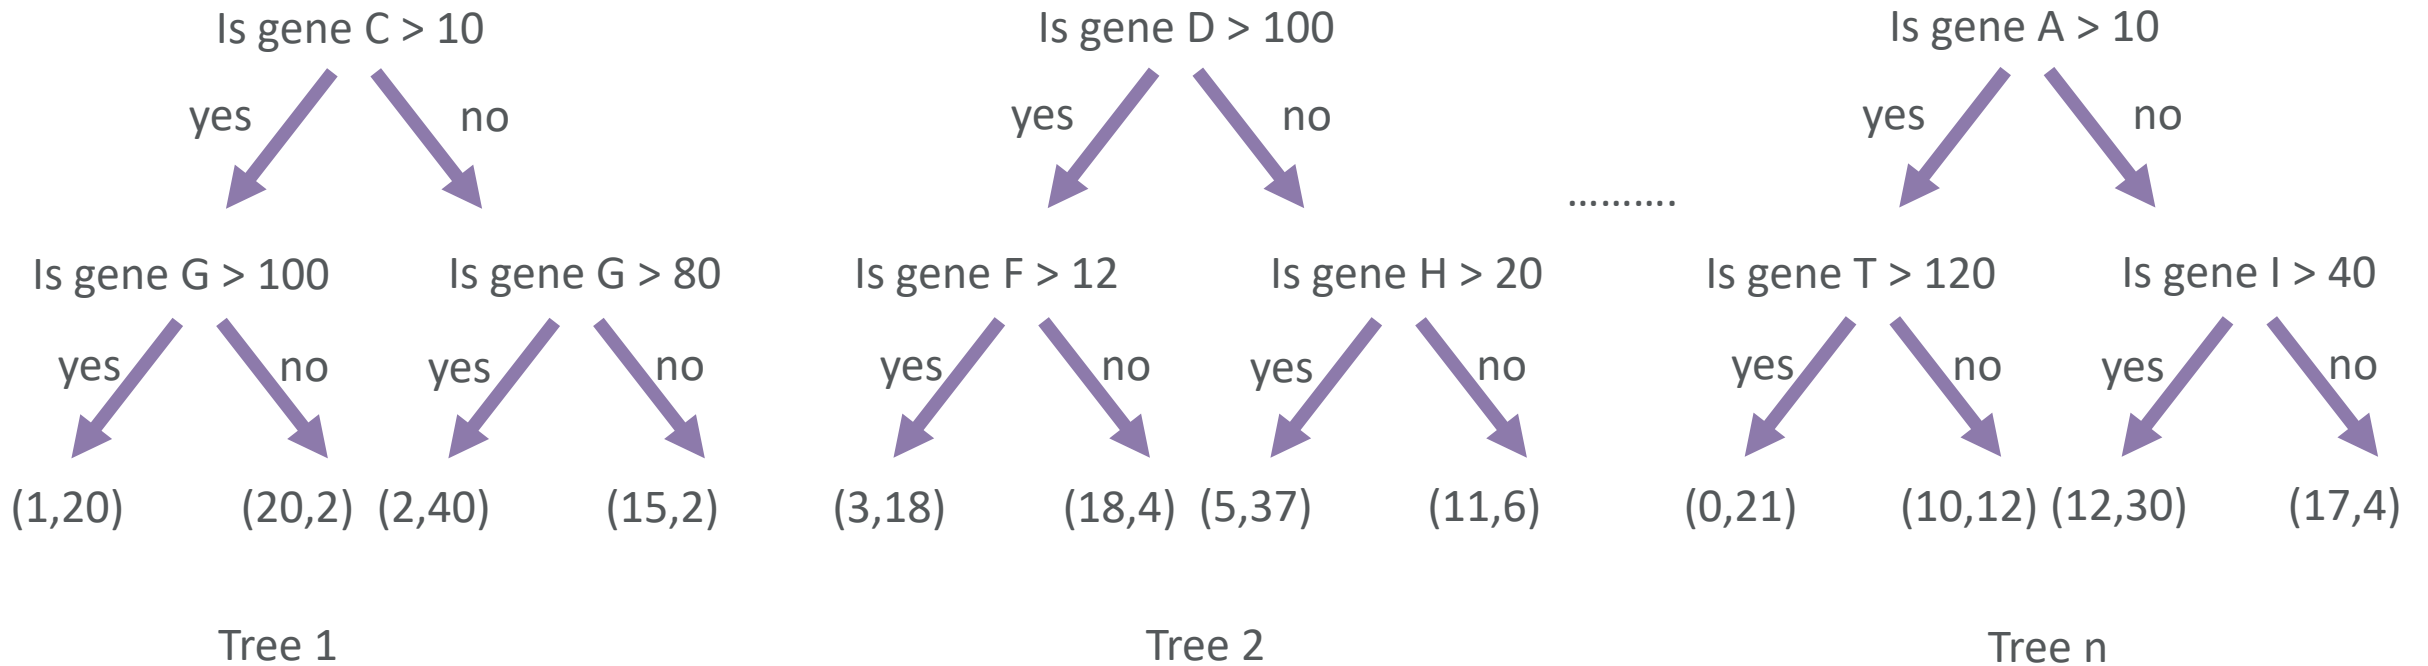 Is gene C > 10
Is gene D > 100
Is gene A > 10
yes
no
yes
no
yes
no
..........
Is gene G > 100
Is gene G > 80
Is gene F > 12
Is gene H > 20
Is gene T > 120
Is gene I > 40
yes
no
yes
no
yes
no
yes
no
yes
no
yes
no
(1,20)
(20,2)
(2,40)
(15,2)
(3,18)
(18,4)
(5,37)
(11,6)
(0,21)
(10,12)
(12,30)
(17,4)
Tree 1
Tree 2
Tree n